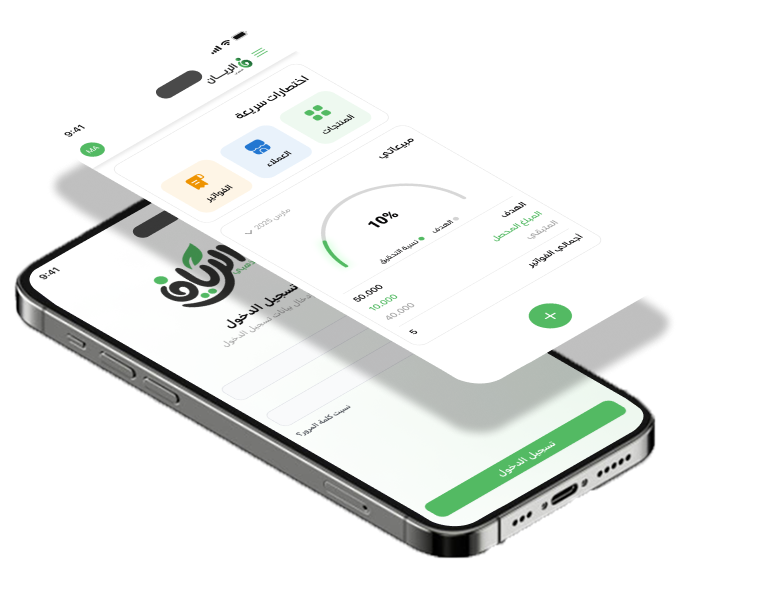 9:41
الريان
MA
اختصارات سريعة
المنتجات
العملاء
الفواتير
مبيعاتي
مارس 2025
10%
الهدف
نسبة التحقيق
الهدف
50.000
المبلغ المحصل
10.000
المتبقي
40.000
اجمالي الفواتير
5
+
9:41
الريان
تسجيل الدخول
بيانات تسجيل الدخول
نسيت كلمة المرور؟
تسجيل الدخول